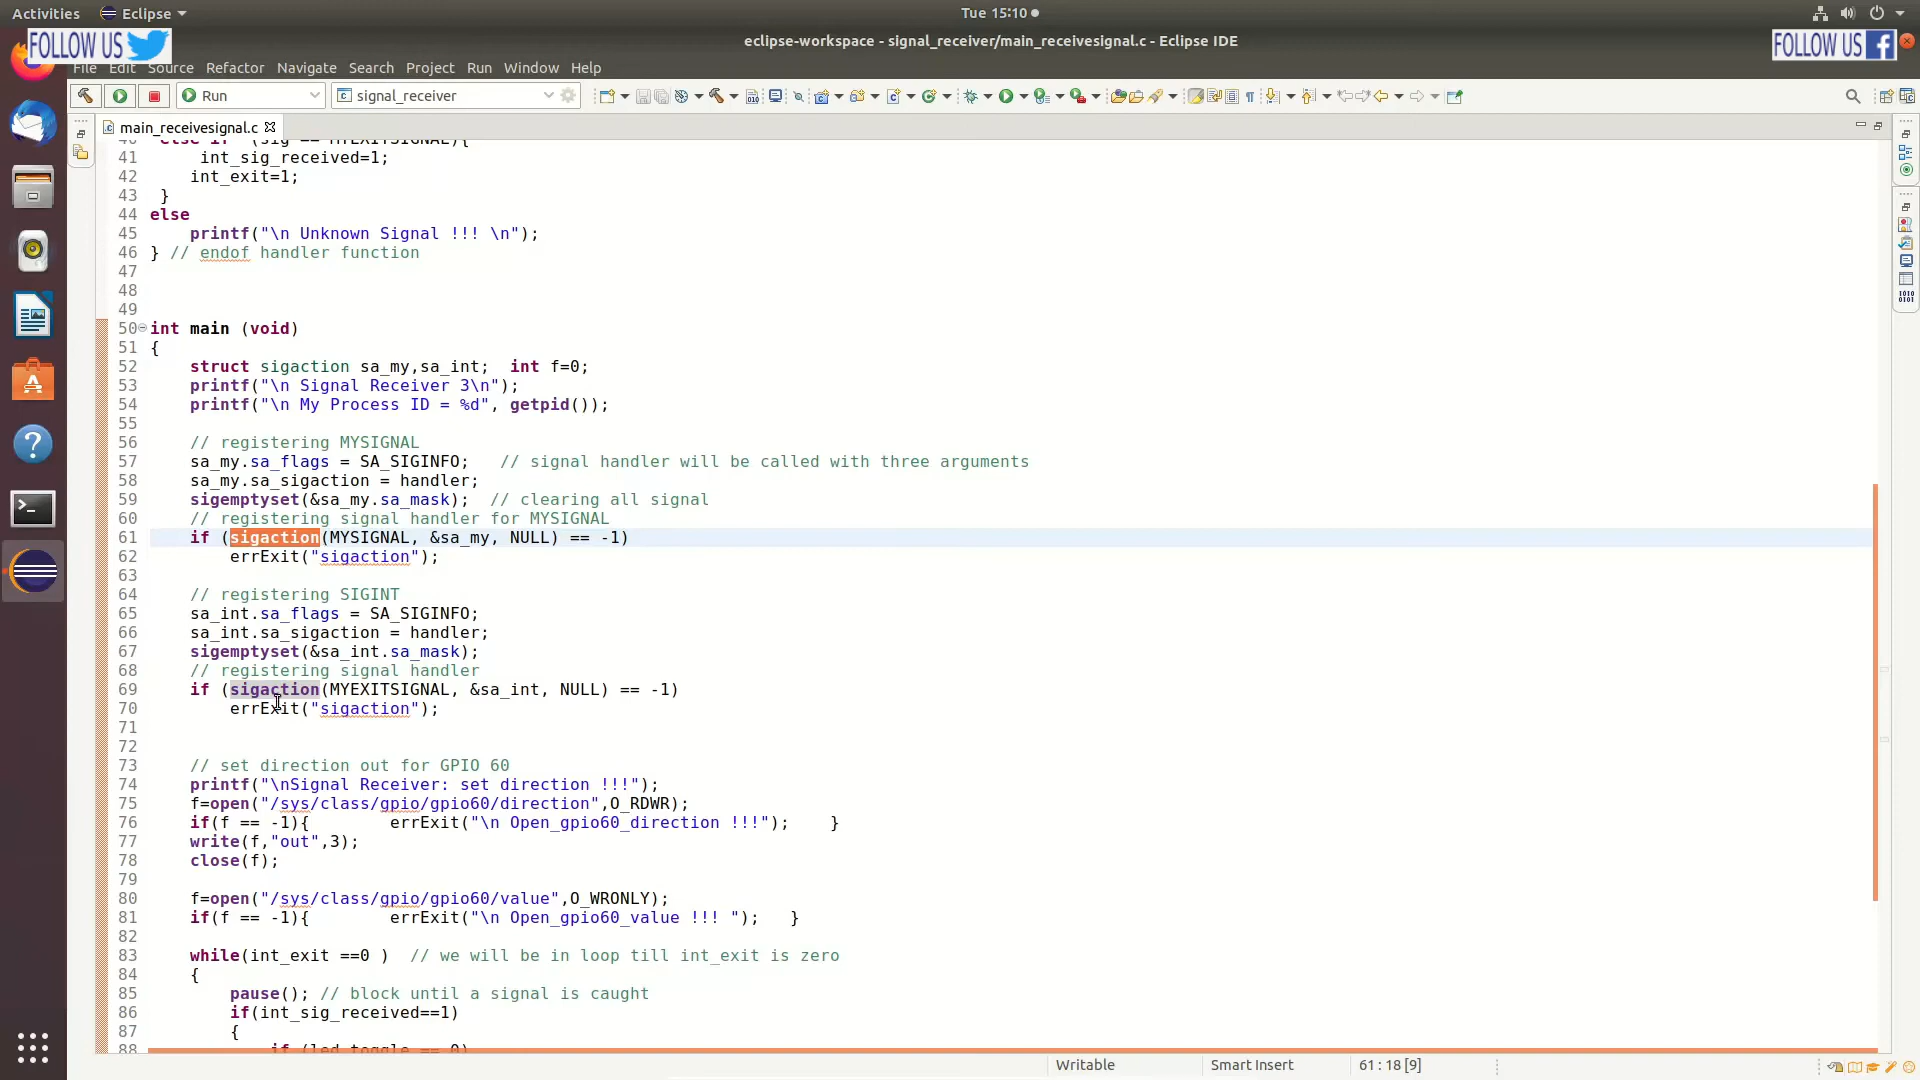 Activities Eclipse Tue 15:10
FOLLOW US
eclipse-workspace - signal_receiver/main_receivesignal.c - Eclipse IDE
FOLLOW US
File Edit Source Refactor Navigate Search Project Run Window Help
Run signal_receiver
main_receivesignal.c
40 else if (sig == MYEXITSIGNAL){
41 int_sig_received=1;
42 int_exit=1;
43 }
44 else
45 printf("\n Unknown Signal !!! \n");
46 } // endof handler function
47
48
49
50 int main (void)
51 {
52 struct sigaction sa_my,sa_int; int f=0;
53 printf("\n Signal Receiver 3\n");
54 printf("\n My Process ID = %d", getpid());
55
56 // registering MYSIGNAL
57 sa_my.sa_flags = SA_SIGINFO; // signal handler will be called with three arguments
58 sa_my.sa_sigaction = handler;
59 sigemptyset(&sa_my.sa_mask); // clearing all signal
60 // registering signal handler for MYSIGNAL
61 if (sigaction(MYSIGNAL, &sa_my, NULL) == -1)
62 errExit("sigaction");
63
64 // registering SIGINT
65 sa_int.sa_flags = SA_SIGINFO;
66 sa_int.sa_sigaction = handler;
67 sigemptyset(&sa_int.sa_mask);
68 // registering signal handler
69 if (sigaction(MYEXITSIGNAL, &sa_int, NULL) == -1)
70 errExit("sigaction");
71
72
73 // set direction out for GPIO 60
74 printf("\nSignal Receiver: set direction !!!");
75 f=open("/sys/class/gpio/gpio60/direction",O_RDWR);
76 if(f == -1){ errExit("\n Open_gpio60_direction !!!"); }
77 write(f,"out",3);
78 close(f);
79
80 f=open("/sys/class/gpio/gpio60/value",O_WRONLY);
81 if(f == -1){ errExit("\n Open_gpio60_value !!! "); }
82
83 while(int_exit ==0 ) // we will be in loop till int_exit is zero
84 {
85 pause(); // block until a signal is caught
86 if(int_sig_received==1)
87 {
88 if (led_toggle == 0)
Writable Smart Insert 61 : 18 [9]